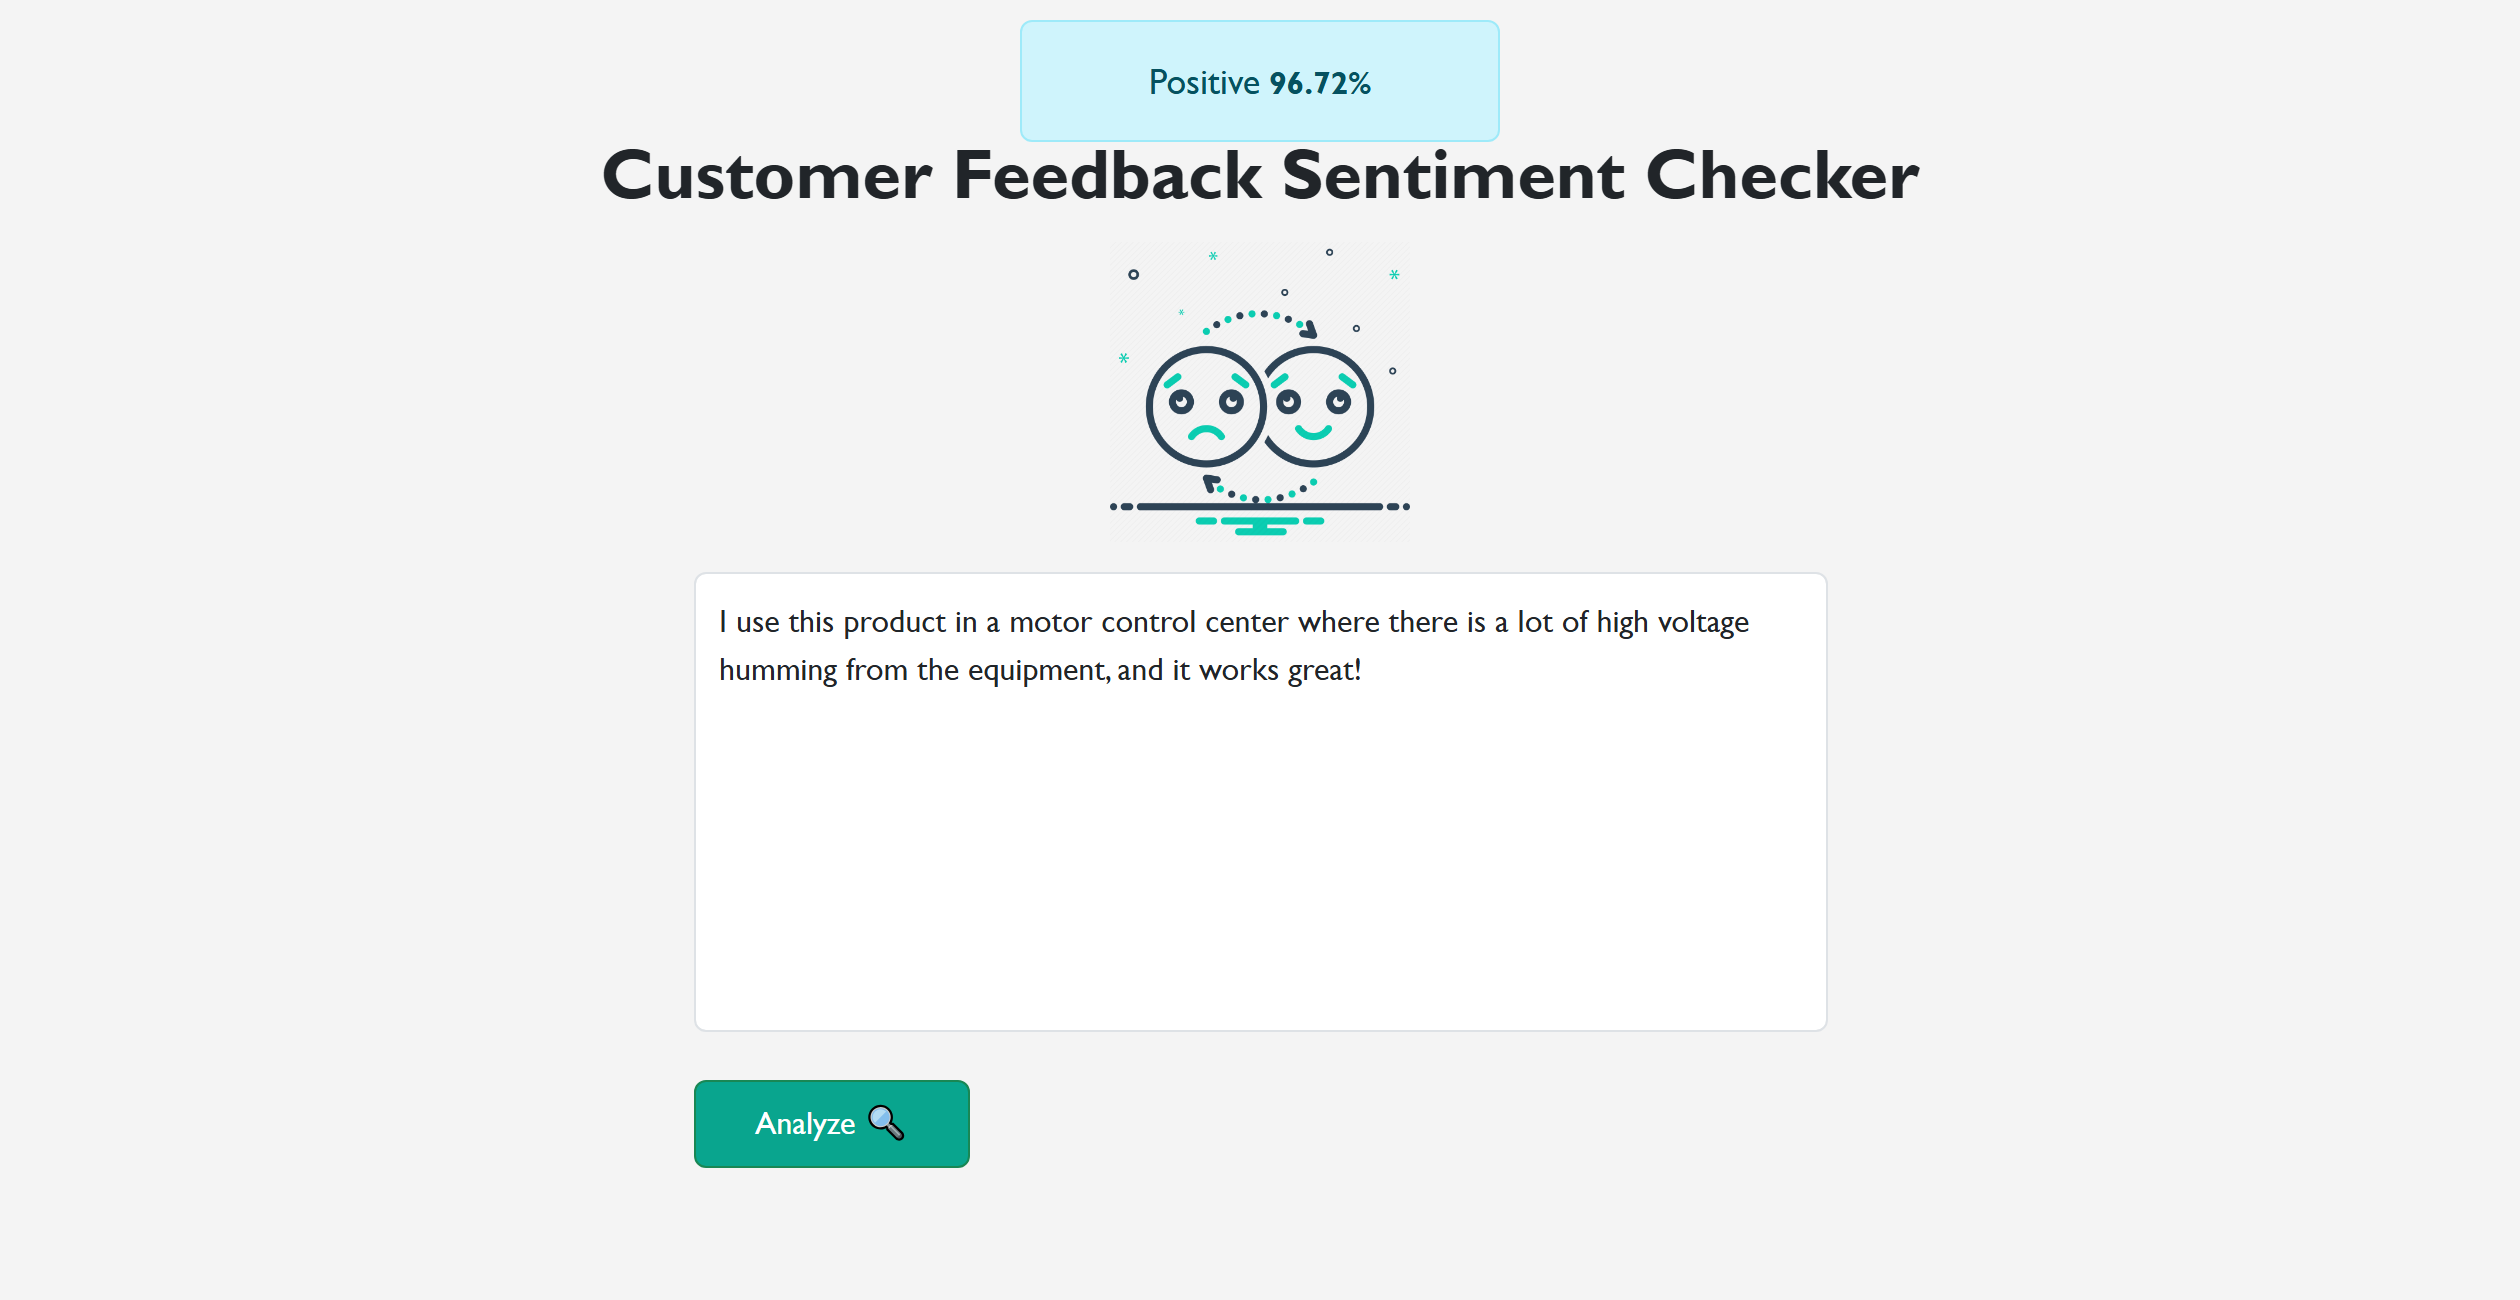 Positive 96.72%
Customer Feedback Sentiment Checker
I use this product in a motor control center where there is a lot of high voltage
humming from the equipment, and it works great!
Analyze